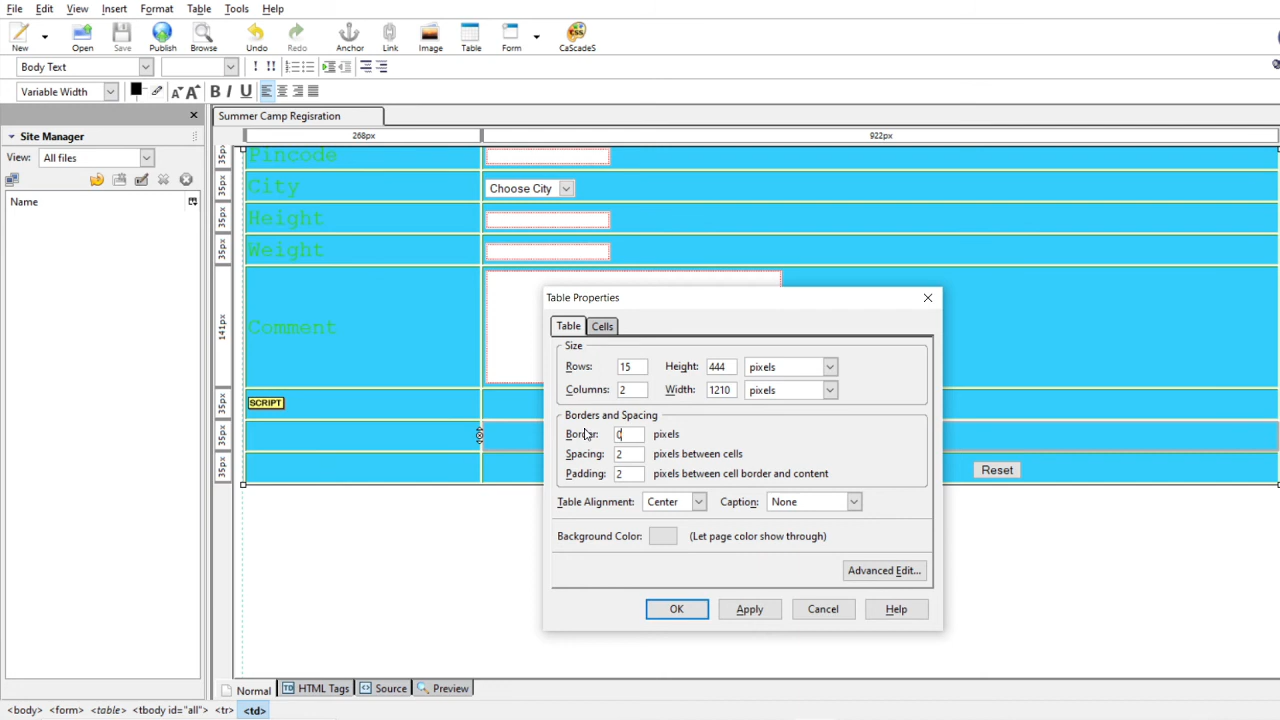 File Edit View Insert Format Table Tools Help
New Open Save Publish Browse Undo Redo Anchor Link Image Table Form CaScadeS
Body Text
! !!
Variable Width A A B I U
Summer Camp Regisration
Site Manager
View: All files
Name
268px 922px
35px Pincode
35px City Choose City
35px Height
35px Weight
141px Comment
35px SCRIPT
35px
35px Reset
Table Properties
Table Cells
Size
Rows: 15 Height: 444 pixels
Columns: 2 Width: 1210 pixels
Borders and Spacing
Border: 0 pixels
Spacing: 2 pixels between cells
Padding: 2 pixels between cell border and content
Table Alignment: Center Caption: None
Background Color: (Let page color show through)
Advanced Edit...
OK Apply Cancel Help
Normal TD HTML Tags <> Source Preview
<body> <form> <table> <tbody id="all"> <tr> <td>